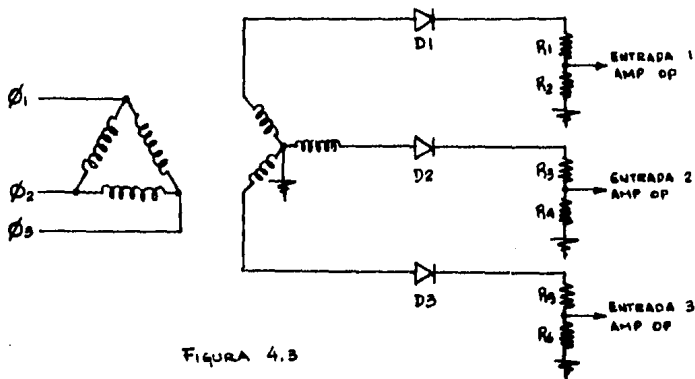 D1
R1
R2
ENTRADA 1
AMP OP
Ø1
Ø2
Ø3
D2
R3
R4
ENTRADA 2
AMP OP
D3
R5
R6
ENTRADA 3
AMP OP
FIGURA 4.3